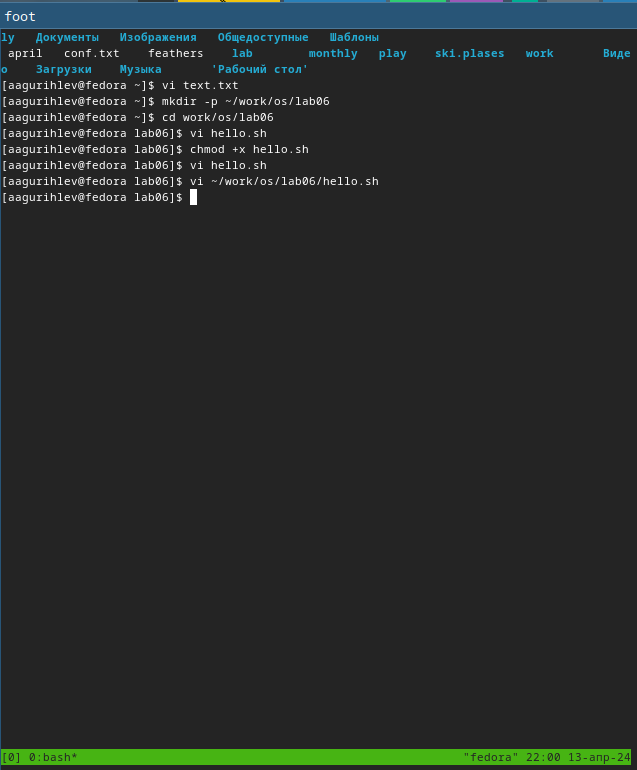 foot
ly Документы Изображения Общедоступные Шаблоны
april conf.txt feathers lab monthly play ski.plases work Виде
о Загрузки Музыка 'Рабочий стол'
[aagurihlev@fedora ~]$ vi text.txt
[aagurihlev@fedora ~]$ mkdir -p ~/work/os/lab06
[aagurihlev@fedora ~]$ cd work/os/lab06
[aagurihlev@fedora lab06]$ vi hello.sh
[aagurihlev@fedora lab06]$ chmod +x hello.sh
[aagurihlev@fedora lab06]$ vi hello.sh
[aagurihlev@fedora lab06]$ vi ~/work/os/lab06/hello.sh
[aagurihlev@fedora lab06]$
[0] 0:bash* "fedora" 22:00 13-апр-24